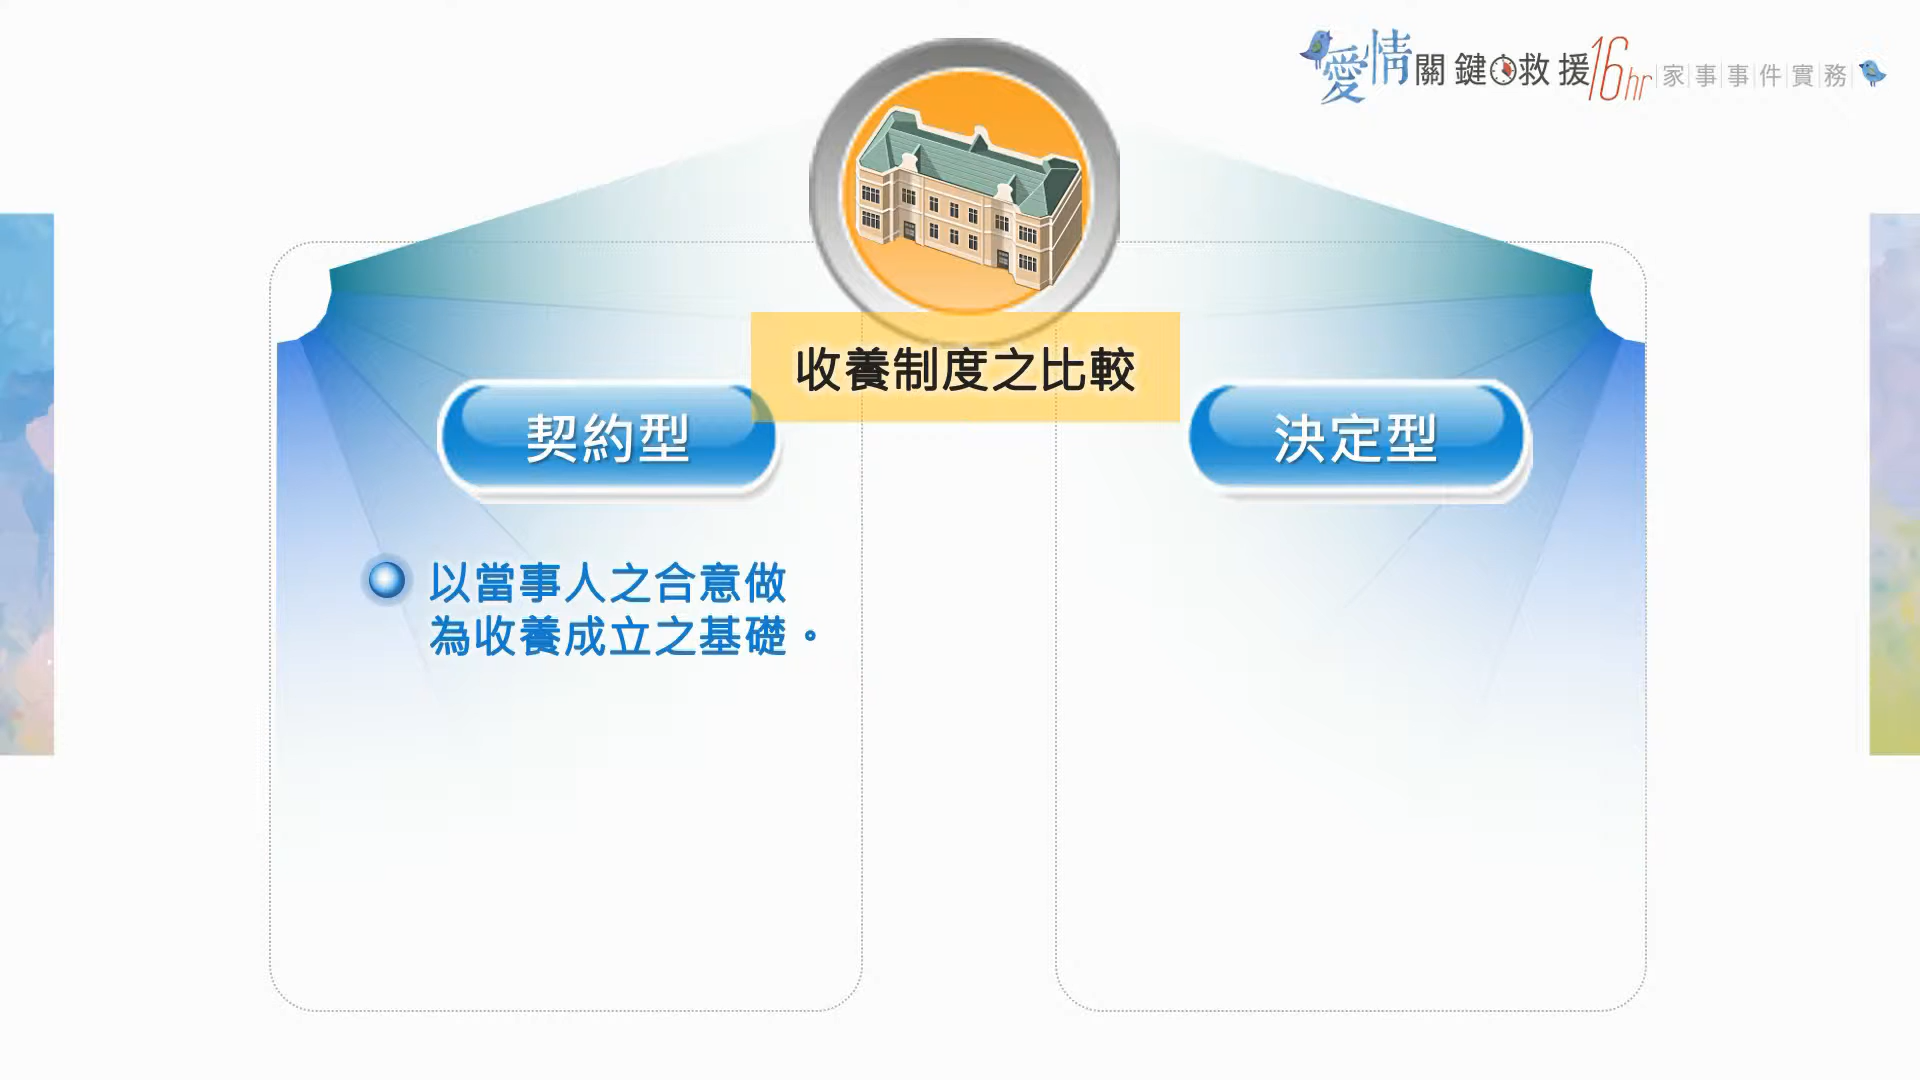 愛情關鍵救援16hr家事事件實務
收養制度之比較
契約型
決定型
以當事人之合意做
為收養成立之基礎。